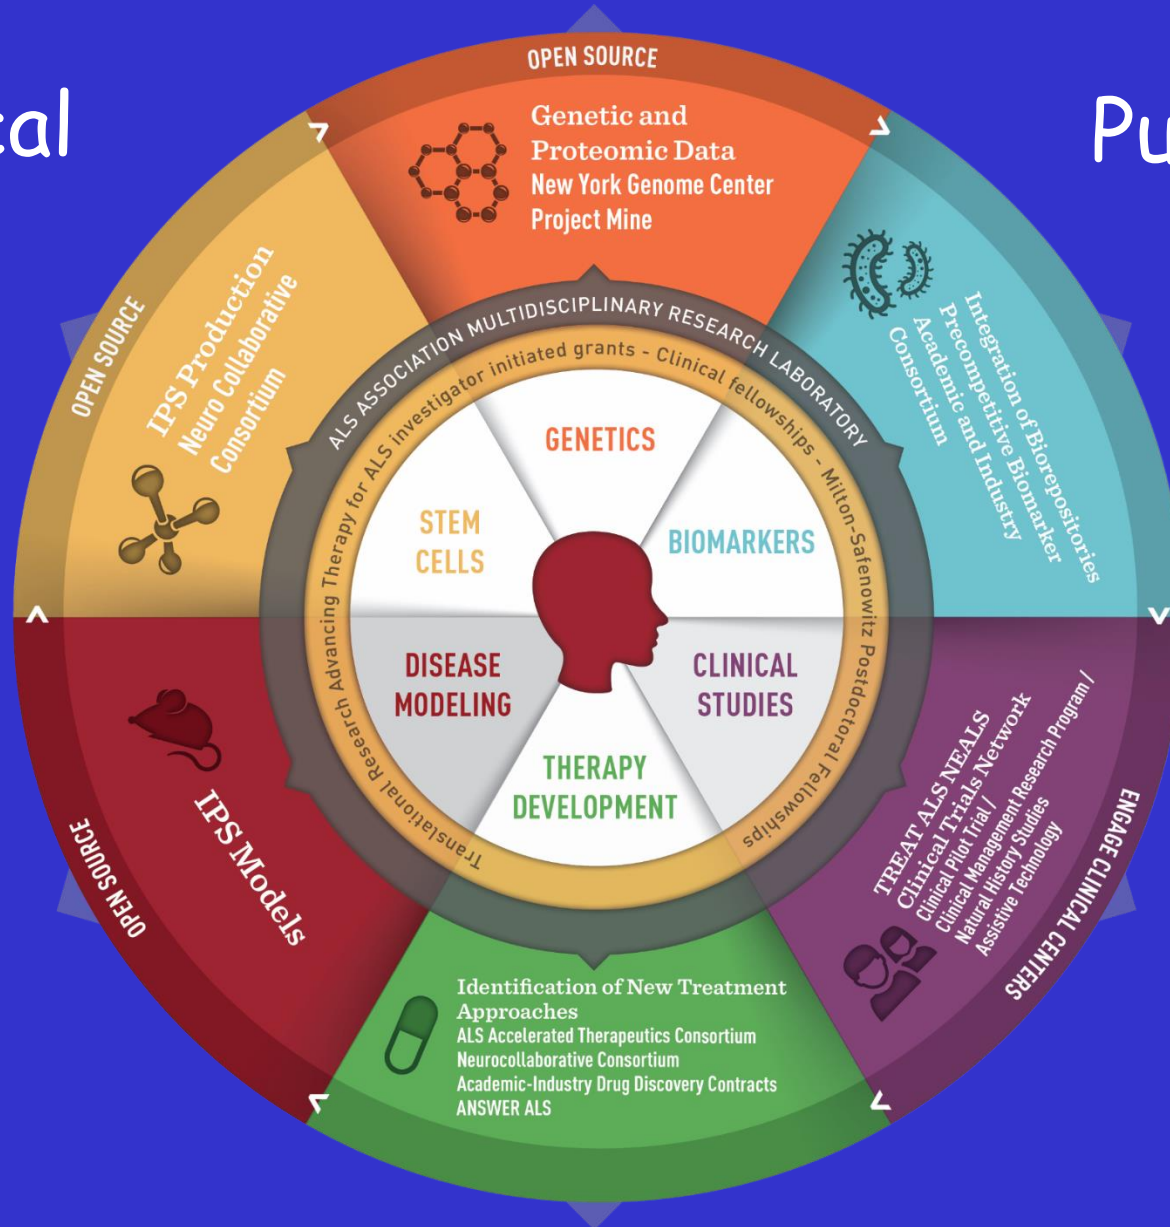 cal
Pu
OPEN SOURCE
Genetic and
Proteomic Data
New York Genome Center
Project Mine
Integration of Biorepositories
Precompetitive Biomarker
Academic and Industry
Consortium
ENGAGE CLINICAL CENTERS
TREAT ALS NEALS
Clinical Trials Network
Clinical Pilot Trial /
Clinical Management Research Program /
Natural History Studies
Assistive Technology
Identification of New Treatment
Approaches
ALS Accelerated Therapeutics Consortium
Neurocollaborative Consortium
Academic-Industry Drug Discovery Contracts
ANSWER ALS
OPEN SOURCE
IPS Models
OPEN SOURCE
IPS Production
Neuro Collaborative
Consortium
ALS ASSOCIATION MULTIDISCIPLINARY RESEARCH LABORATORY
Translational Research Advancing Therapy for ALS investigator initiated grants - Clinical fellowships - Milton-Safenowitz Postdoctoral Fellowships
GENETICS
BIOMARKERS
CLINICAL
STUDIES
THERAPY
DEVELOPMENT
DISEASE
MODELING
STEM
CELLS